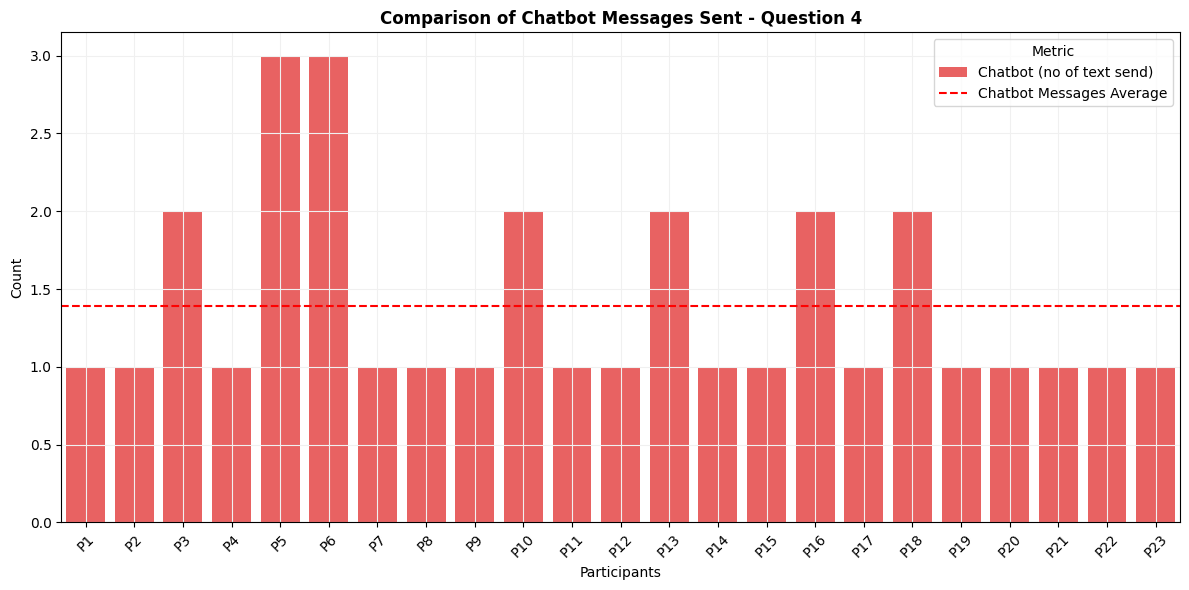 Comparison of Chatbot Messages Sent - Question 4
Metric
Chatbot (no of text send)
Chatbot Messages Average
Count
3.0
2.5
2.0
1.5
1.0
0.5
0.0
P1 P2 P3 P4 P5 P6 P7 P8 P9 P10 P11 P12 P13 P14 P15 P16 P17 P18 P19 P20 P21 P22 P23
Participants